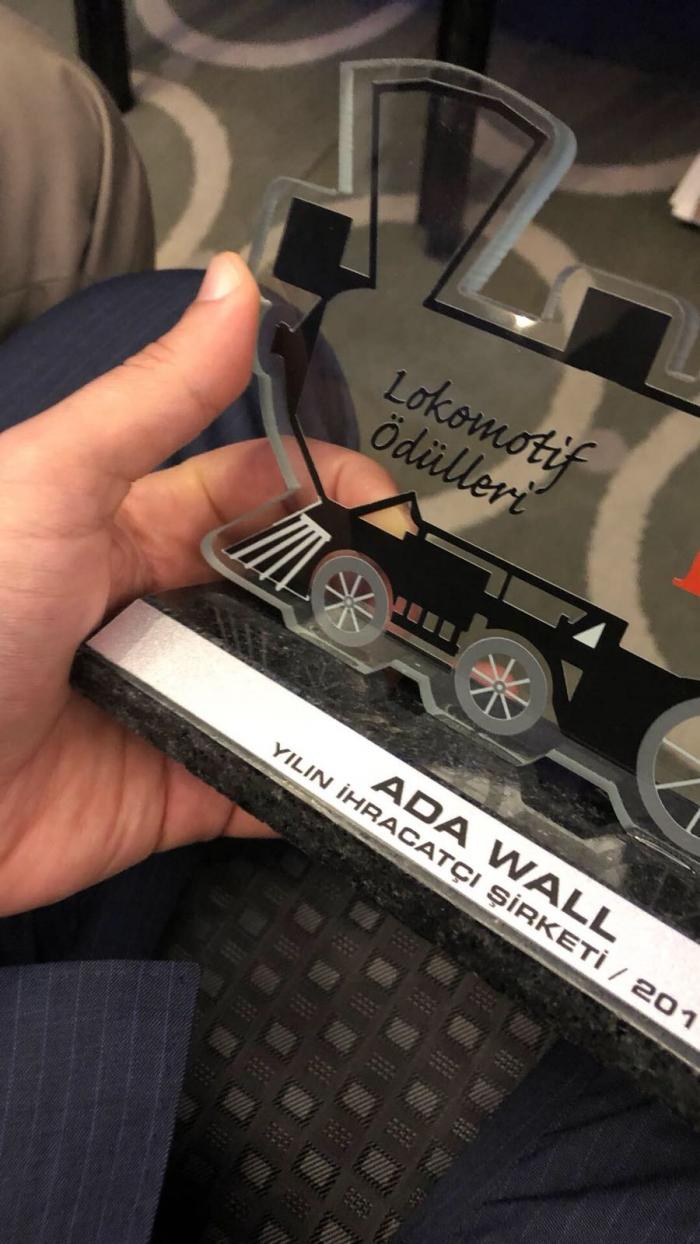 Lokomotif
Ödülleri
ADA WALL
YILIN İHRACATÇI ŞİRKETİ / 201